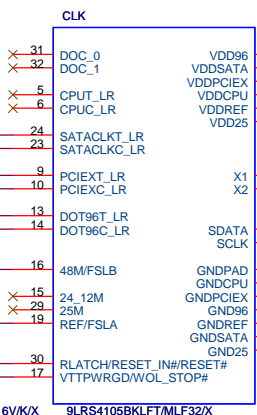 CLK
31 DOC_0 VDD96
32 DOC_1 VDDSATA
VDDPCIEX
5 CPUT_LR VDDCPU
6 CPUC_LR VDDREF
VDD25
24 SATACLKT_LR
23 SATACLKC_LR
9 PCIEXT_LR X1
10 PCIEXC_LR X2
13 DOT96T_LR
14 DOT96C_LR SDATA
SCLK
16 48M/FSLB GNDPAD
GNDCPU
15 24_12M GNDPCIEX
29 25M GND96
19 REF/FSLA GNDREF
GNDSATA
GND25
30 RLATCH/RESET_IN#/RESET#
17 VTTPWRGD/WOL_STOP#
6V/K/X 9LRS4105BKLFT/MLF32/X